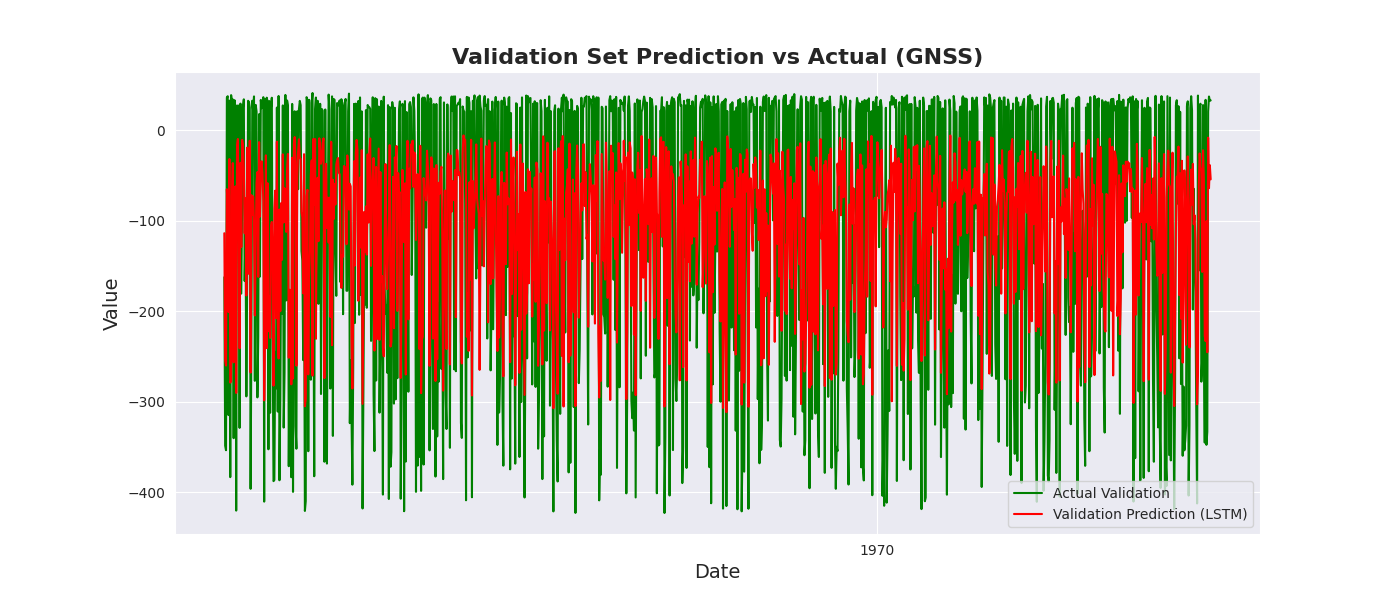 Validation Set Prediction vs Actual (GNSS)
Value
0
−100
−200
−300
−400
Actual Validation
Validation Prediction (LSTM)
1970
Date